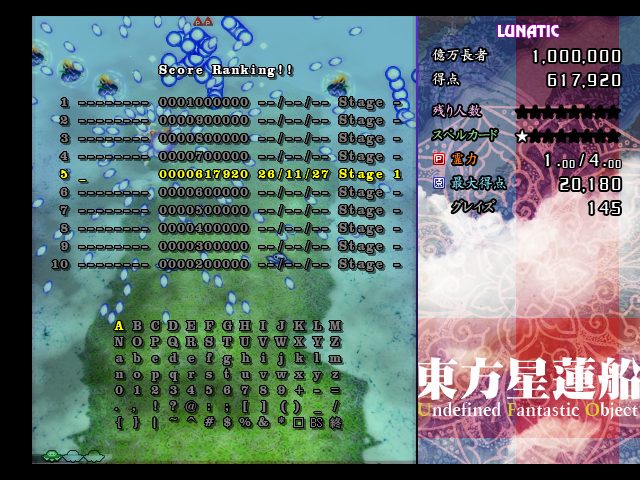 LUNATIC
Score Ranking!!
1 -------- 0001000000 --/--/-- Stage -
2 -------- 0000900000 --/--/-- Stage -
3 -------- 0000800000 --/--/-- Stage -
4 -------- 0000700000 --/--/-- Stage -
5 _ 0000617920 26/11/27 Stage 1
6 -------- 0000600000 --/--/-- Stage -
7 -------- 0000500000 --/--/-- Stage -
8 -------- 0000400000 --/--/-- Stage -
9 -------- 0000300000 --/--/-- Stage -
10 -------- 0000200000 --/--/-- Stage -
A B C D E F G H I J K L M
N O P Q R S T U V W X Y Z
a b c d e f g h i j k l m
n o p q r s t u v w x y z
0 1 2 3 4 5 6 7 8 9 + - =
. , ! ? @ : ; [ ] ( ) _ /
{ } | ~ ^ # $ % & * □ BS 終
億万長者 1,000,000
得点 617,920
残り人数
スペルカード
P 霊力 1.00/4.00
点 最大得点 20,180
グレイズ 145
東方星蓮船
Undefined Fantastic Object